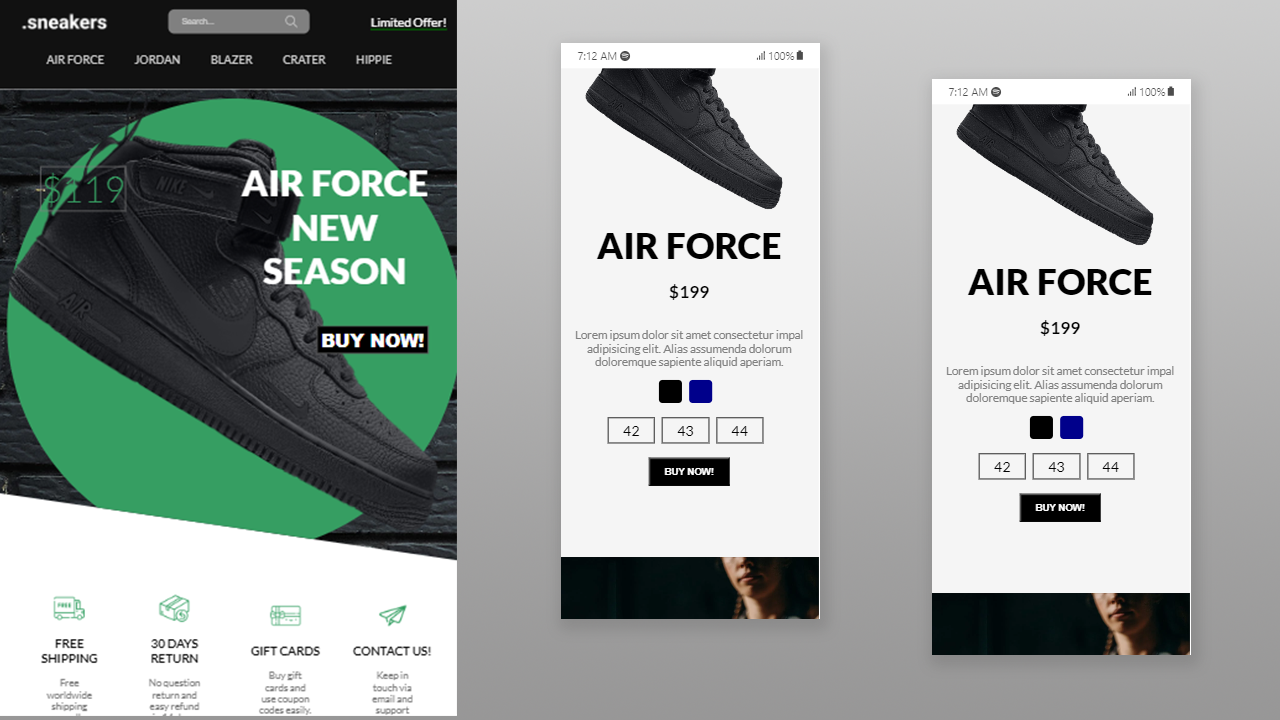 .sneakers
Search...
Limited Offer!
AIR FORCE
JORDAN
BLAZER
CRATER
HIPPIE
$119
NIKE
AIR
AIR FORCE
NEW
SEASON
BUY NOW!
FREE
FREE
SHIPPING
Free
worldwide
shipping
30 DAYS
RETURN
No question
return and
easy refund
GIFT CARDS
Buy gift
cards and
use coupon
codes easily.
CONTACT US!
Keep in
touch via
email and
support
7:12 AM
100%
AIR FORCE
$199
Lorem ipsum dolor sit amet consectetur impal
adipisicing elit. Alias assumenda dolorum
doloremque sapiente aliquid aperiam.
42 43 44
BUY NOW!
7:12 AM
100%
AIR FORCE
$199
Lorem ipsum dolor sit amet consectetur impal
adipisicing elit. Alias assumenda dolorum
doloremque sapiente aliquid aperiam.
42 43 44
BUY NOW!